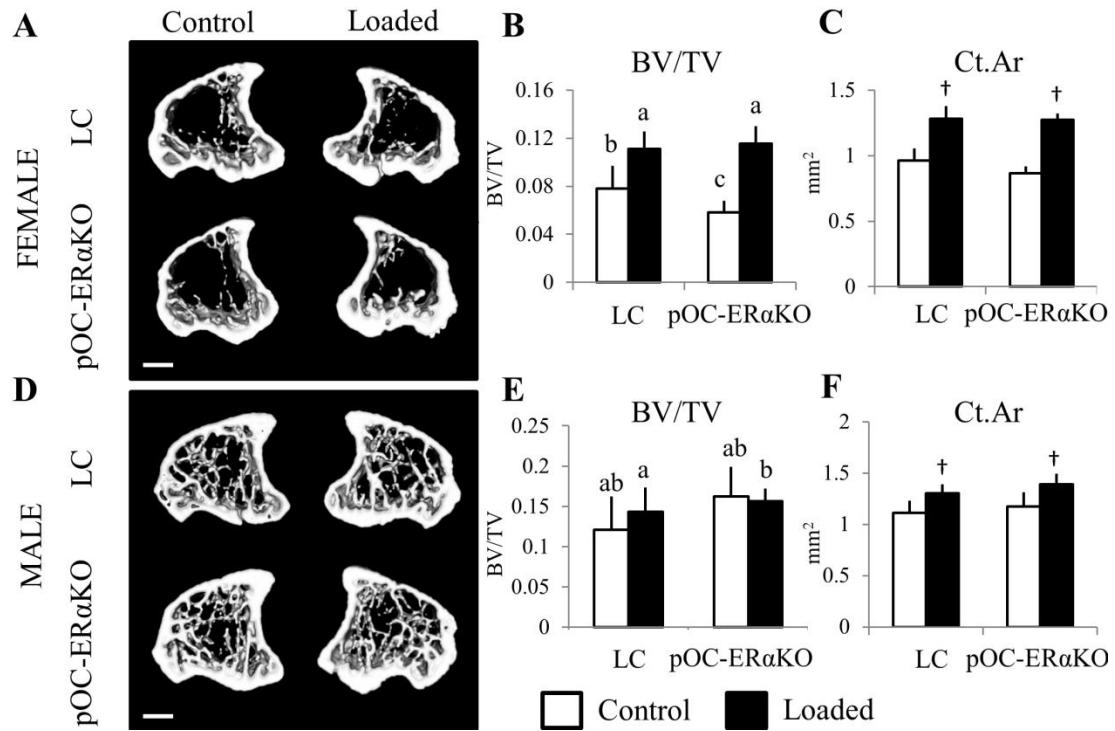 A
Control
Loaded
FEMALE
LC
pOC-ERαKO
B
BV/TV
BV/TV
0.16
0.12
0.08
0.04
0
b
a
c
a
LC
pOC-ERαKO
C
Ct.Ar
mm²
1.5
1
0.5
0
†
†
LC
pOC-ERαKO
D
MALE
LC
pOC-ERαKO
E
BV/TV
BV/TV
0.25
0.2
0.15
0.1
0.05
0
ab
a
ab
b
LC
pOC-ERαKO
F
Ct.Ar
mm²
2
1.5
1
0.5
0
†
†
LC
pOC-ERαKO
Control
Loaded